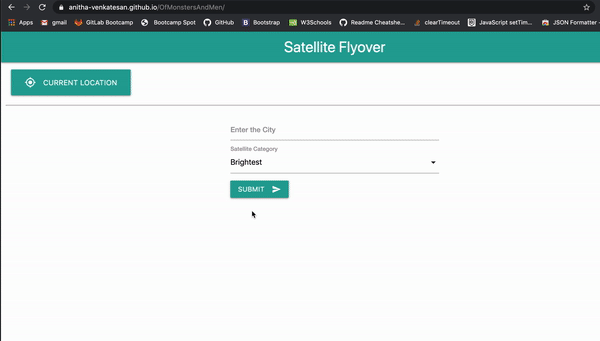 anitha-venkatesan.github.io/OfMonstersAndMen/
Apps gmail GitLab Bootcamp Bootcamp Spot GitHub Bootstrap W3Schools Readme Cheatshe... clearTimeout JavaScript setTim... JSON Formatter -
Satellite Flyover
CURRENT LOCATION
Enter the City
Satellite Category
Brightest
SUBMIT